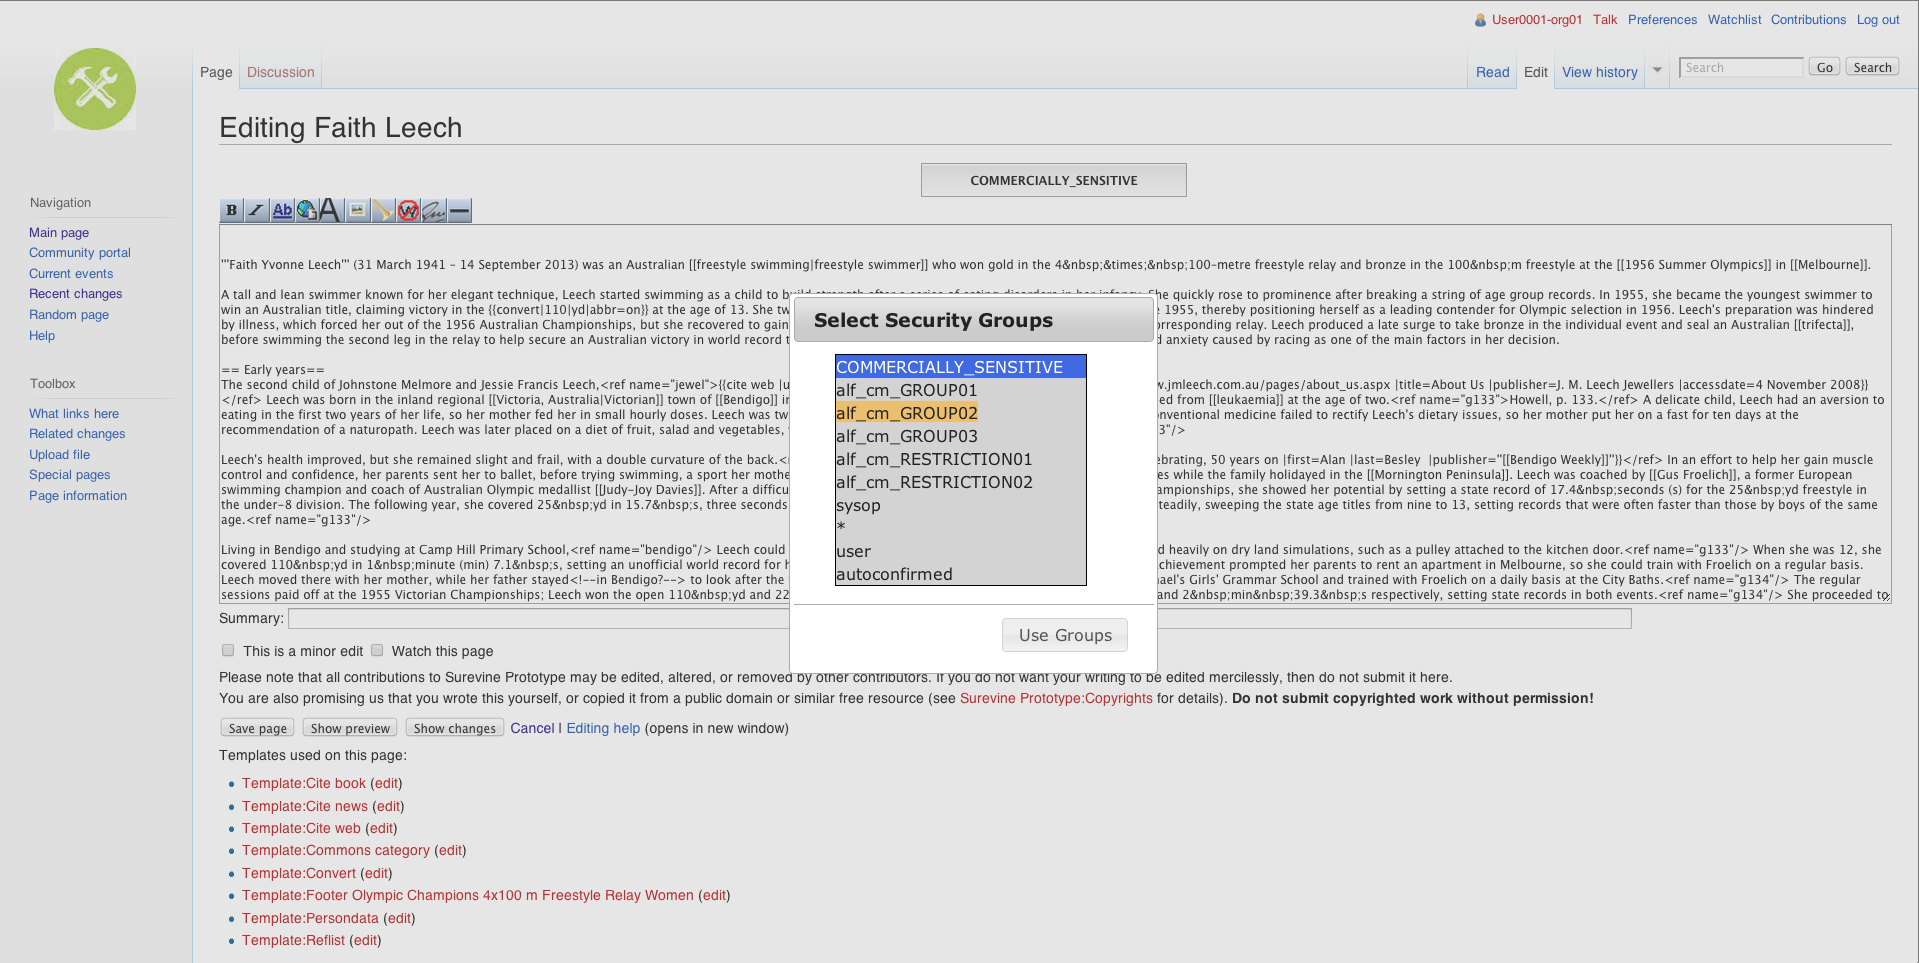 User0001-org01 Talk Preferences Watchlist Contributions Log out
Page Discussion
Read Edit View history
Search Go Search
Editing Faith Leech
COMMERCIALLY_SENSITIVE
Navigation
Main page
Community portal
Current events
Recent changes
Random page
Help
Toolbox
What links here
Related changes
Upload file
Special pages
Page information
B I Ab A W
'''Faith Yvonne Leech''' (31 March 1941 – 14 September 2013) was an Australian [[freestyle swimming|freestyle swimmer]] who won gold in the 4&nbsp;&times;&nbsp;100-metre freestyle relay and bronze in the 100&nbsp;m freestyle at the [[1956 Summer Olympics]] in [[Melbourne]].
A tall and lean swimmer known for her elegant technique, Leech started swimming as a child to build strength after a series of eating disorders in her infancy. She quickly rose to prominence after breaking a string of age group records. In 1955, she became the youngest swimmer to
win an Australian title, claiming victory in the {{convert|110|yd|abbr=on}} at the age of 13. She tw 1955, thereby positioning herself as a leading contender for Olympic selection in 1956. Leech's preparation was hindered
by illness, which forced her out of the 1956 Australian Championships, but she recovered to gain rresponding relay. Leech produced a late surge to take bronze in the individual event and seal an Australian [[trifecta]],
before swimming the second leg in the relay to help secure an Australian victory in world record t d anxiety caused by racing as one of the main factors in her decision.
== Early years==
The second child of Johnstone Melmore and Jessie Francis Leech,<ref name="jewel">{{cite web |u w.jmleech.com.au/pages/about_us.aspx |title=About Us |publisher=J. M. Leech Jewellers |accessdate=4 November 2008}}
</ref> Leech was born in the inland regional [[Victoria, Australia|Victorian]] town of [[Bendigo]] in ed from [[leukaemia]] at the age of two.<ref name="g133">Howell, p. 133.</ref> A delicate child, Leech had an aversion to
eating in the first two years of her life, so her mother fed her in small hourly doses. Leech was tw onventional medicine failed to rectify Leech's dietary issues, so her mother put her on a fast for ten days at the
recommendation of a naturopath. Leech was later placed on a diet of fruit, salad and vegetables, 3"/>
Leech's health improved, but she remained slight and frail, with a double curvature of the back.< ebrating, 50 years on |first=Alan |last=Besley |publisher=''[[Bendigo Weekly]]''}}</ref> In an effort to help her gain muscle
control and confidence, her parents sent her to ballet, before trying swimming, a sport her mothe es while the family holidayed in the [[Mornington Peninsula]]. Leech was coached by [[Gus Froelich]], a former European
swimming champion and coach of Australian Olympic medallist [[Judy-Joy Davies]]. After a difficu ampionships, she showed her potential by setting a state record of 17.4&nbsp;seconds (s) for the 25&nbsp;yd freestyle in
the under-8 division. The following year, she covered 25&nbsp;yd in 15.7&nbsp;s, three seconds teadily, sweeping the state age titles from nine to 13, setting records that were often faster than those by boys of the same
age.<ref name="g133"/>
Living in Bendigo and studying at Camp Hill Primary School,<ref name="bendigo"/> Leech could d heavily on dry land simulations, such as a pulley attached to the kitchen door.<ref name="g133"/> When she was 12, she
covered 110&nbsp;yd in 1&nbsp;minute (min) 7.1&nbsp;s, setting an unofficial world record for h chievement prompted her parents to rent an apartment in Melbourne, so she could train with Froelich on a regular basis.
Leech moved there with her mother, while her father stayed<!--in Bendigo?--> to look after the hael's Girls' Grammar School and trained with Froelich on a daily basis at the City Baths.<ref name="g134"/> The regular
sessions paid off at the 1955 Victorian Championships; Leech won the open 110&nbsp;yd and 22 and 2&nbsp;min&nbsp;39.3&nbsp;s respectively, setting state records in both events.<ref name="g134"/> She proceeded to
Select Security Groups
COMMERCIALLY_SENSITIVE
alf_cm_GROUP01
alf_cm_GROUP02
alf_cm_GROUP03
alf_cm_RESTRICTION01
alf_cm_RESTRICTION02
sysop
*
user
autoconfirmed
Use Groups
Summary:
This is a minor edit Watch this page
Please note that all contributions to Surevine Prototype may be edited, altered, or removed by other contributors. If you do not want your writing to be edited mercilessly, then do not submit it here.
You are also promising us that you wrote this yourself, or copied it from a public domain or similar free resource (see Surevine Prototype:Copyrights for details). Do not submit copyrighted work without permission!
Save page Show preview Show changes Cancel | Editing help (opens in new window)
Templates used on this page:
Template:Cite book (edit)
Template:Cite news (edit)
Template:Cite web (edit)
Template:Commons category (edit)
Template:Convert (edit)
Template:Footer Olympic Champions 4x100 m Freestyle Relay Women (edit)
Template:Persondata (edit)
Template:Reflist (edit)